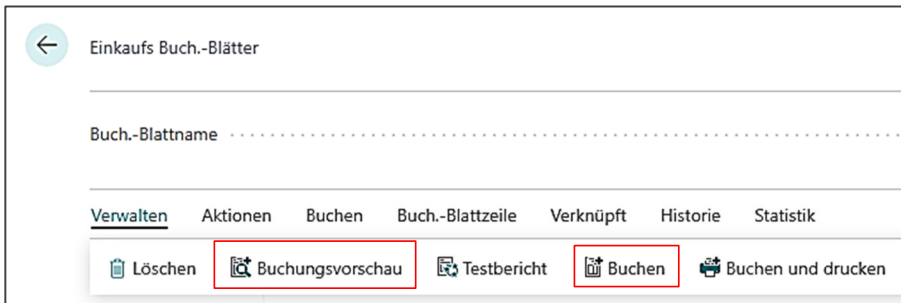 Einkaufs Buch.-Blätter
Buch.-Blattname
Verwalten Aktionen Buchen Buch.-Blattzeile Verknüpft Historie Statistik
Löschen Buchungsvorschau Testbericht Buchen Buchen und drucken